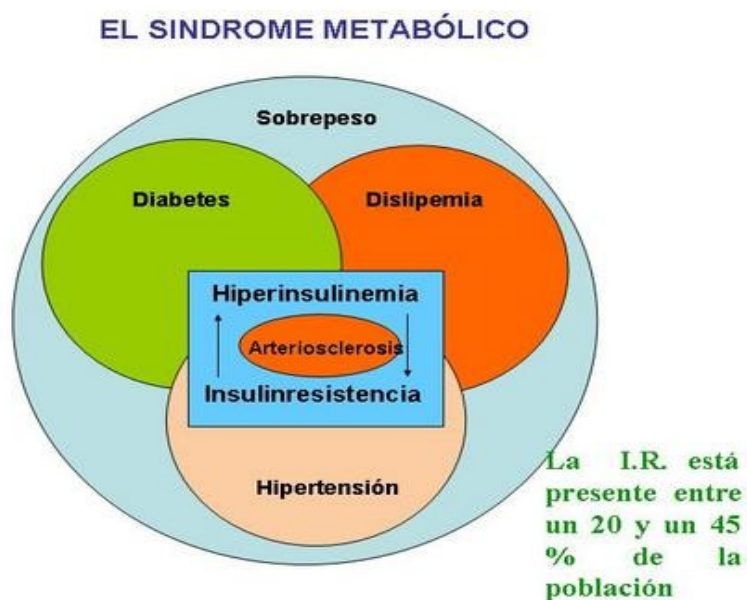 EL SINDROME METABÓLICO
Sobrepeso
Diabetes
Dislipemia
Hiperinsulinemia
Arteriosclerosis
Insulinresistencia
Hipertensión
La I.R. está
presente entre
un 20 y un 45
% de la
población